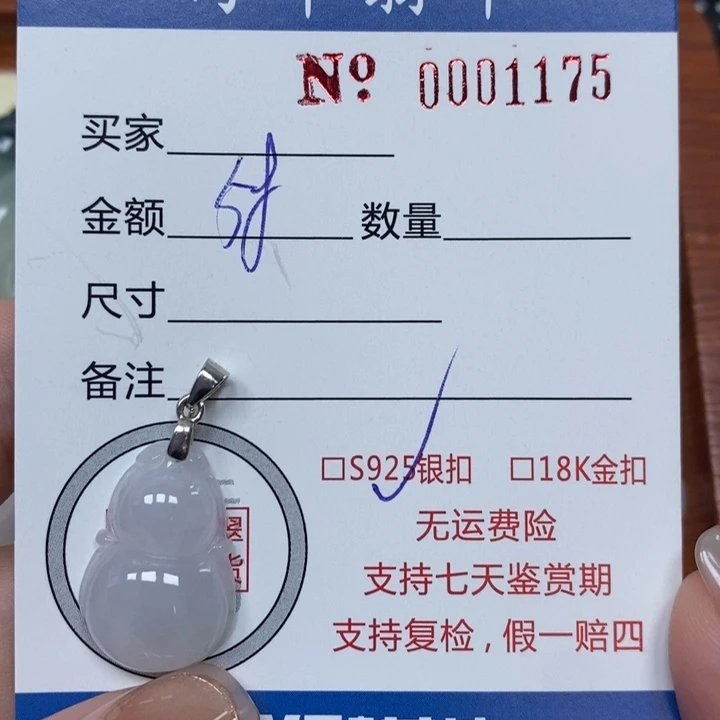 No 0001175
买家
金额 数量
尺寸
备注
□S925银扣 □18K金扣
无运费险
支持七天鉴赏期
支持复检,假一赔四